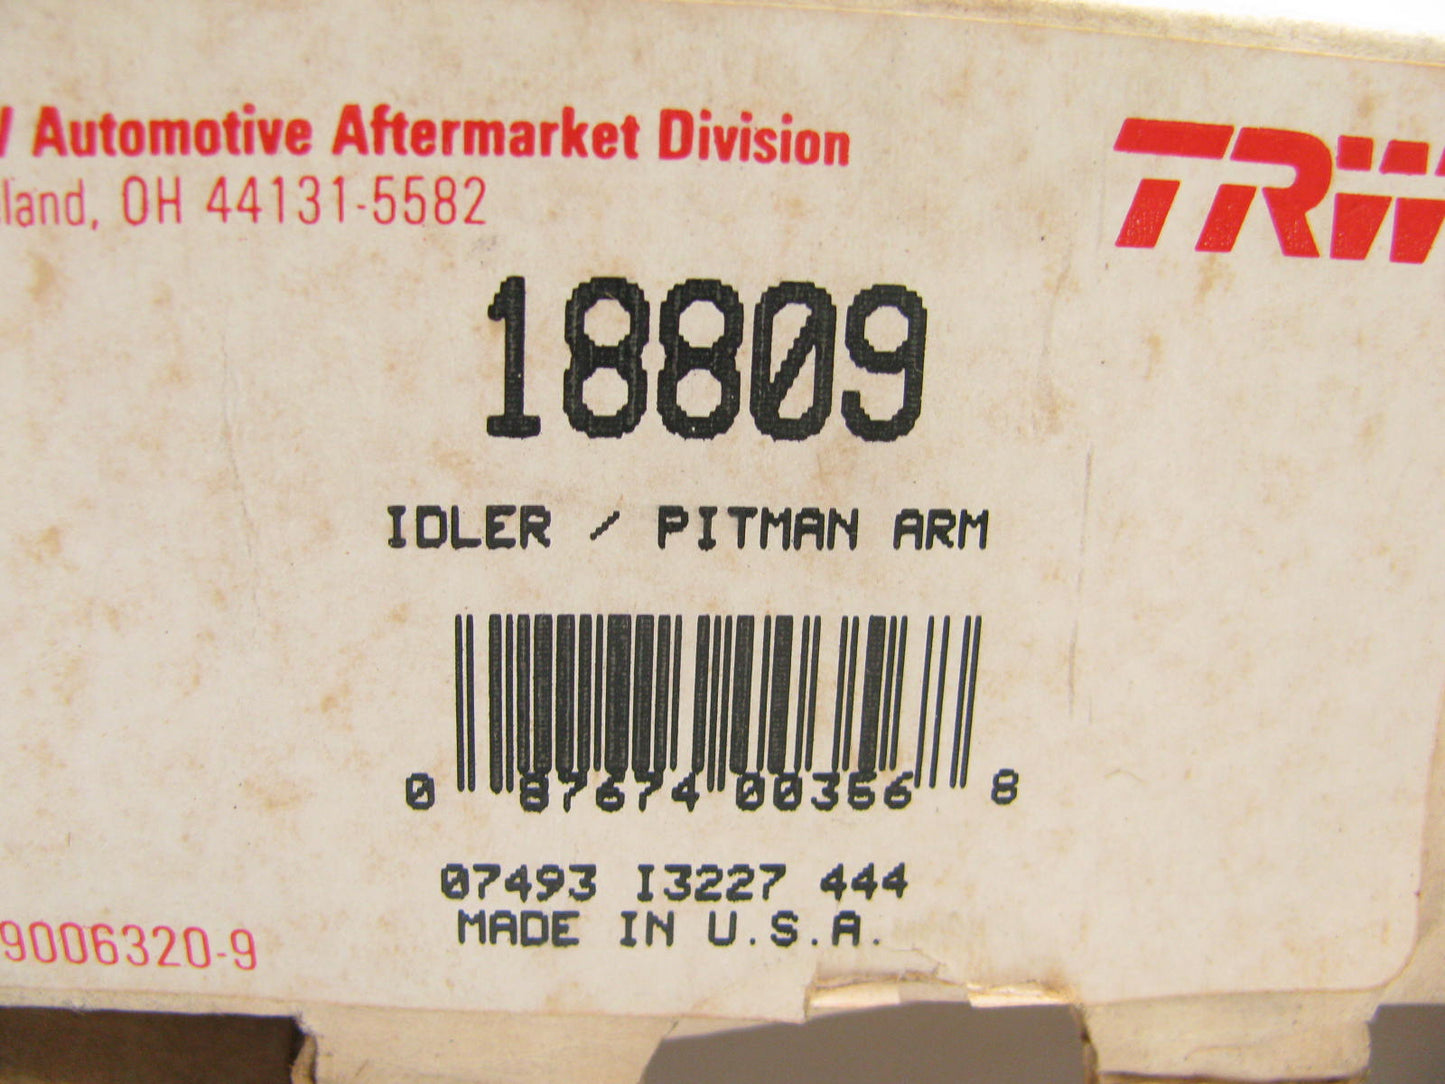 Automotive Aftermarket Division
TRW
land, OH 44131-5582
18809
IDLER / PITMAN ARM
0 87674 00356 8
07493 I3227 444
MADE IN U.S.A.
9006320-9